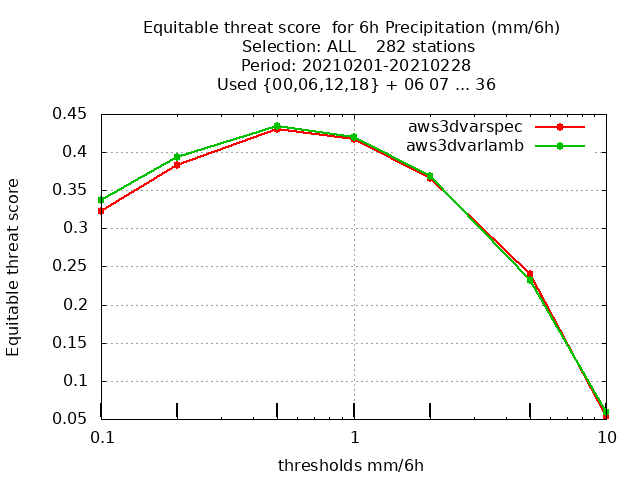 Equitable threat score  for 6h Precipitation (mm/6h)
Selection: ALL    282 stations
Period: 20210201-20210228
Used {00,06,12,18} + 06 07 ... 36
aws3dvarspec
aws3dvarlamb
Equitable threat score
0.45
0.4
0.35
0.3
0.25
0.2
0.15
0.1
0.05
0.1 1 10
thresholds mm/6h